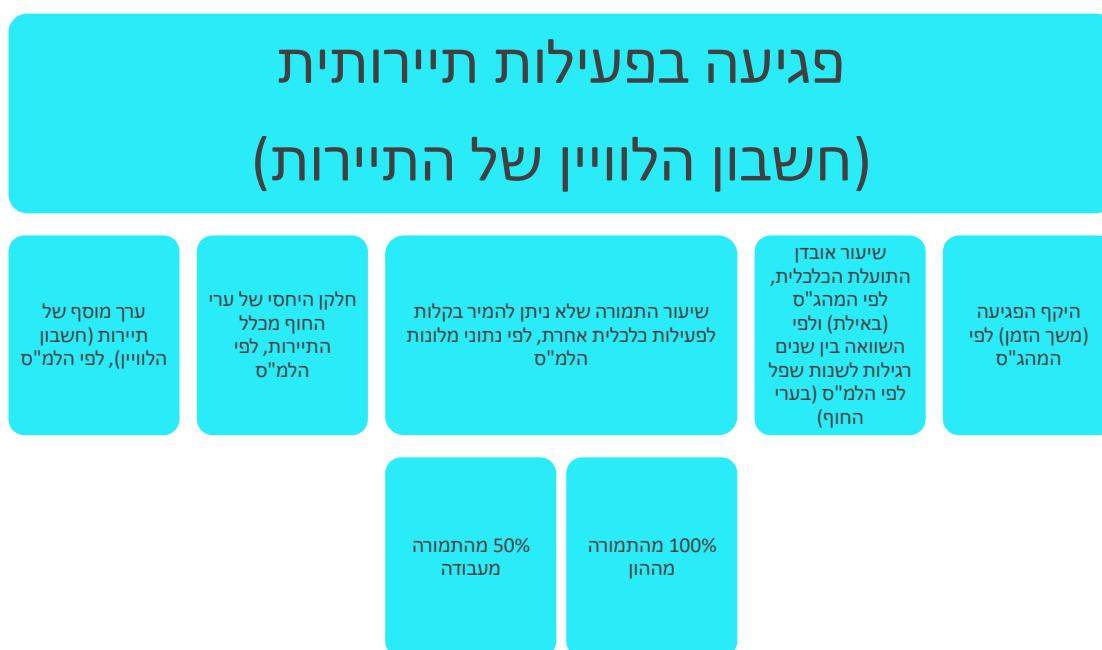 פגיעה בפעילות תיירותית
(חשבון הלוויין של התיירות)
היקף הפגיעה
(משך הזמן) לפי
המהג"ס
שיעור אובדן
התועלת הכלכלית,
לפי המהג"ס
(באילת) ולפי
השוואה בין שנים
רגילות לשנות שפל
לפי הלמ"ס (בערי
החוף)
שיעור התמורה שלא ניתן להמיר בקלות
לפעילות כלכלית אחרת, לפי נתוני מלונות
הלמ"ס
חלקן היחסי של ערי
החוף מכלל
התיירות, לפי
הלמ"ס
ערך מוסף של
תיירות (חשבון
הלוויין), לפי הלמ"ס
100% מהתמורה
מההון
50% מהתמורה
מעבודה